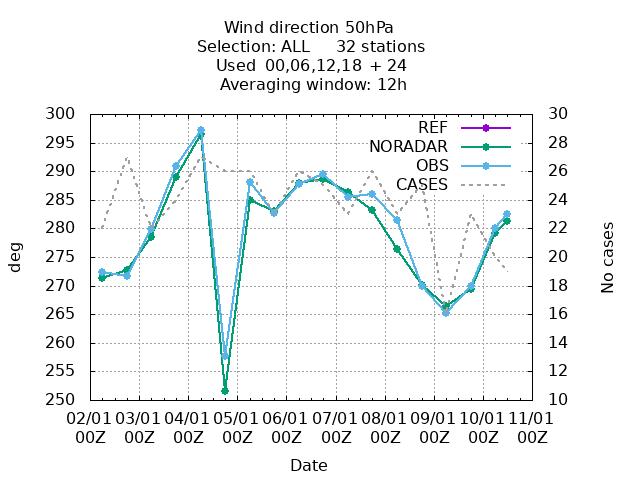 Wind direction 50hPa
Selection: ALL 32 stations
Used 00,06,12,18 + 24
Averaging window: 12h
REF
NORADAR
OBS
CASES
deg
300
295
290
285
280
275
270
265
260
255
250
30
28
26
24
22
20
18
16
14
12
10
No cases
02/01 03/01 04/01 05/01 06/01 07/01 08/01 09/01 10/01 11/01
00Z 00Z 00Z 00Z 00Z 00Z 00Z 00Z 00Z 00Z
Date